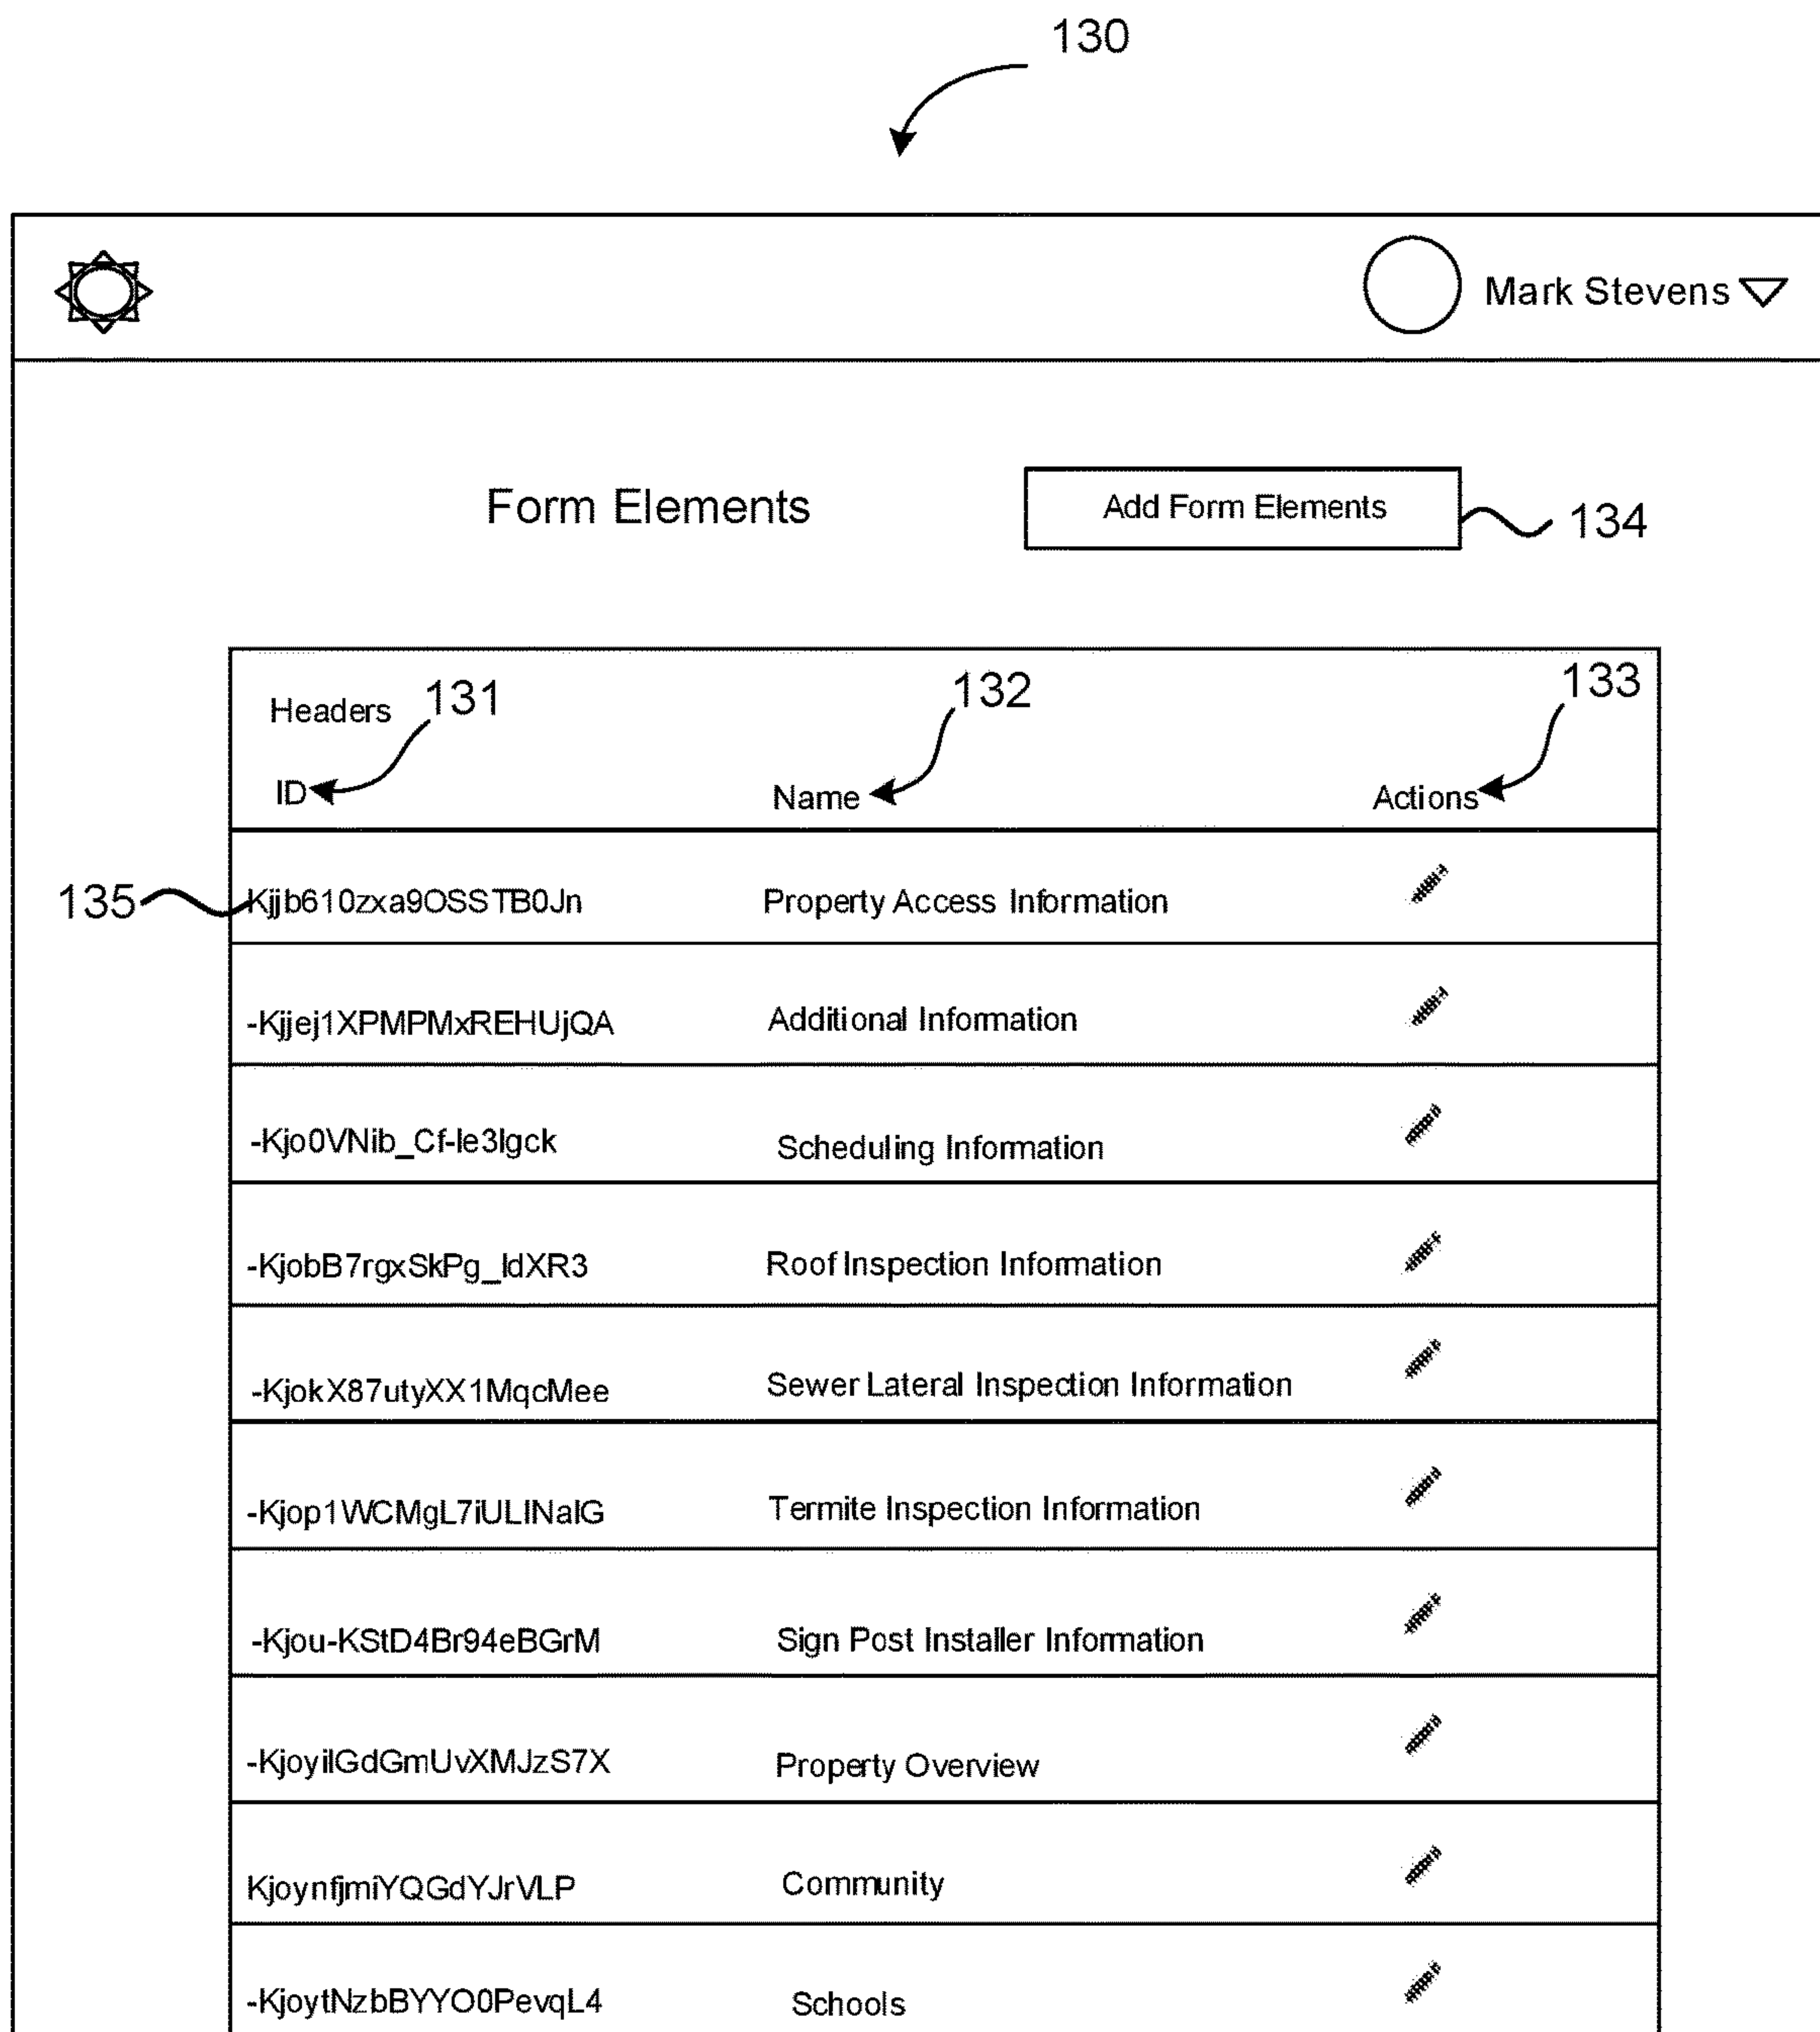 130
Mark Stevens
Form Elements Add Form Elements 134
Headers 131 132 133
ID Name Actions
135 Kjjb610zxa9OSSTB0Jn Property Access Information
-Kjjej1XPMPMxREHUjQA Additional Information
-Kjo0VNib_Cf-le3lgck Scheduling Information
-KjobB7rgxSkPg_ldXR3 Roof Inspection Information
-KjokX87utyXX1MqcMee Sewer Lateral Inspection Information
-Kjop1WCMgL7iULINalG Termite Inspection Information
-Kjou-KStD4Br94eBGrM Sign Post Installer Information
-KjoyilGdGmUvXMJzS7X Property Overview
KjoynfjmiYQGdYJrVLP Community
-KjoytNzbBYYO0PevqL4 Schools